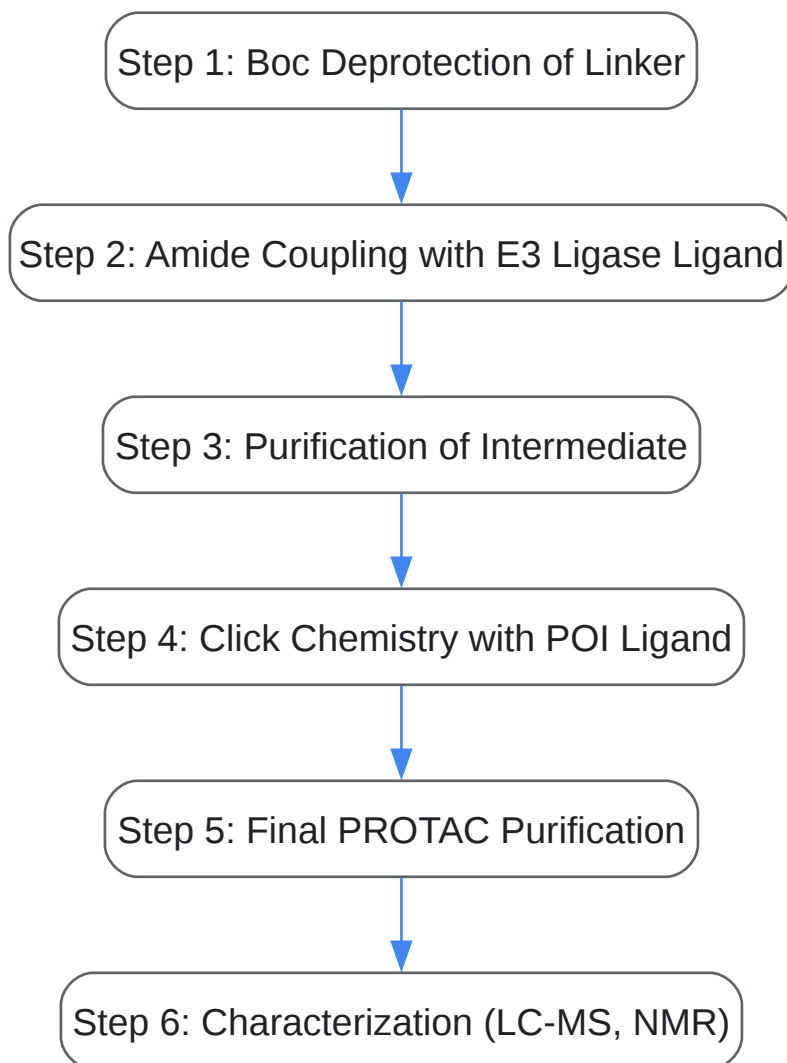 Step 1: Boc Deprotection of Linker
Step 2: Amide Coupling with E3 Ligase Ligand
Step 3: Purification of Intermediate
Step 4: Click Chemistry with POI Ligand
Step 5: Final PROTAC Purification
Step 6: Characterization (LC-MS, NMR)